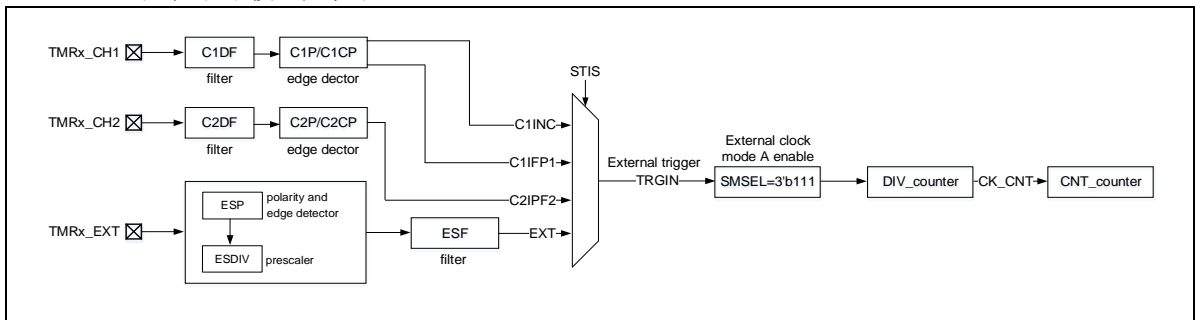 TMRx_CH1
C1DF
filter
C1P/C1CP
edge dector
STIS
TMRx_CH2
C2DF
filter
C2P/C2CP
edge dector
C1INC
C1IFP1
C2IPF2
EXT
TMRx_EXT
ESP
polarity and
edge detector
ESDIV
prescaler
ESF
filter
External trigger
TRGIN
External clock
mode A enable
SMSEL=3'b111
DIV_counter
CK_CNT
CNT_counter